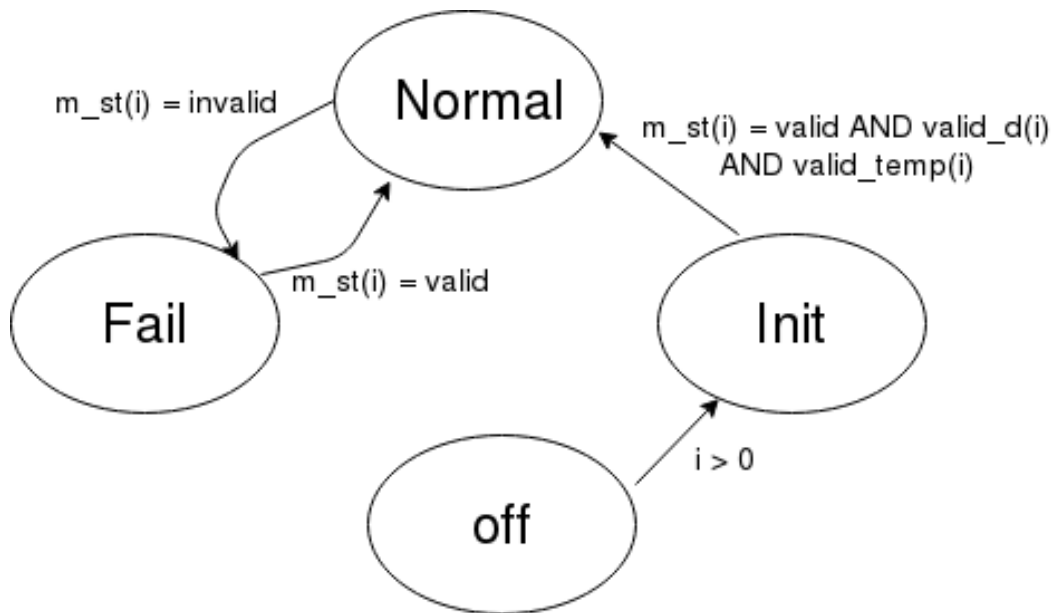 Normal
m_st(i) = invalid
m_st(i) = valid AND valid_d(i)
AND valid_temp(i)
m_st(i) = valid
Fail
Init
i > 0
off